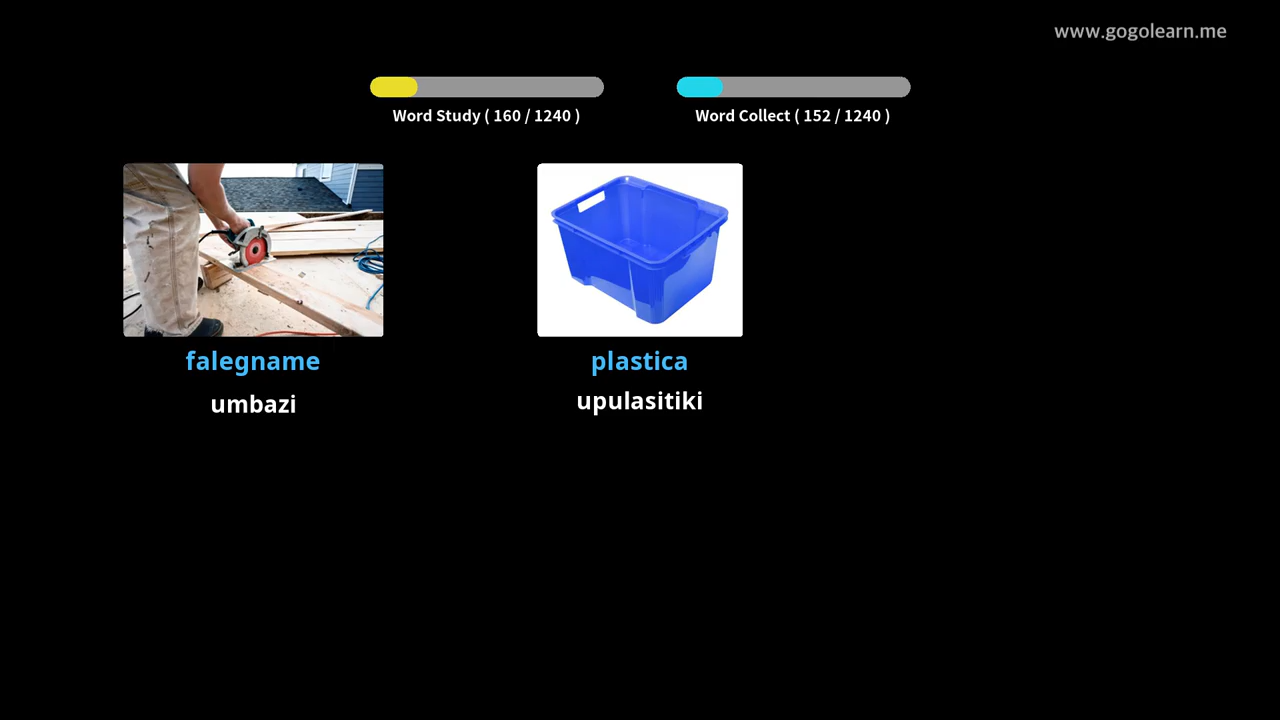 www.gogolearn.me
Word Study ( 160 / 1240 )
Word Collect ( 152 / 1240 )
falegname
umbazi
plastica
upulasitiki